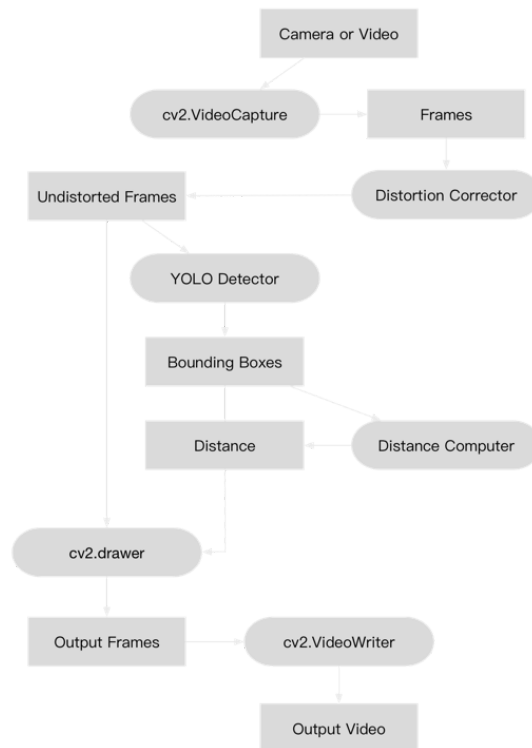 Camera or Video
cv2.VideoCapture
Frames
Undistorted Frames
Distortion Corrector
YOLO Detector
Bounding Boxes
Distance
Distance Computer
cv2.drawer
Output Frames
cv2.VideoWriter
Output Video